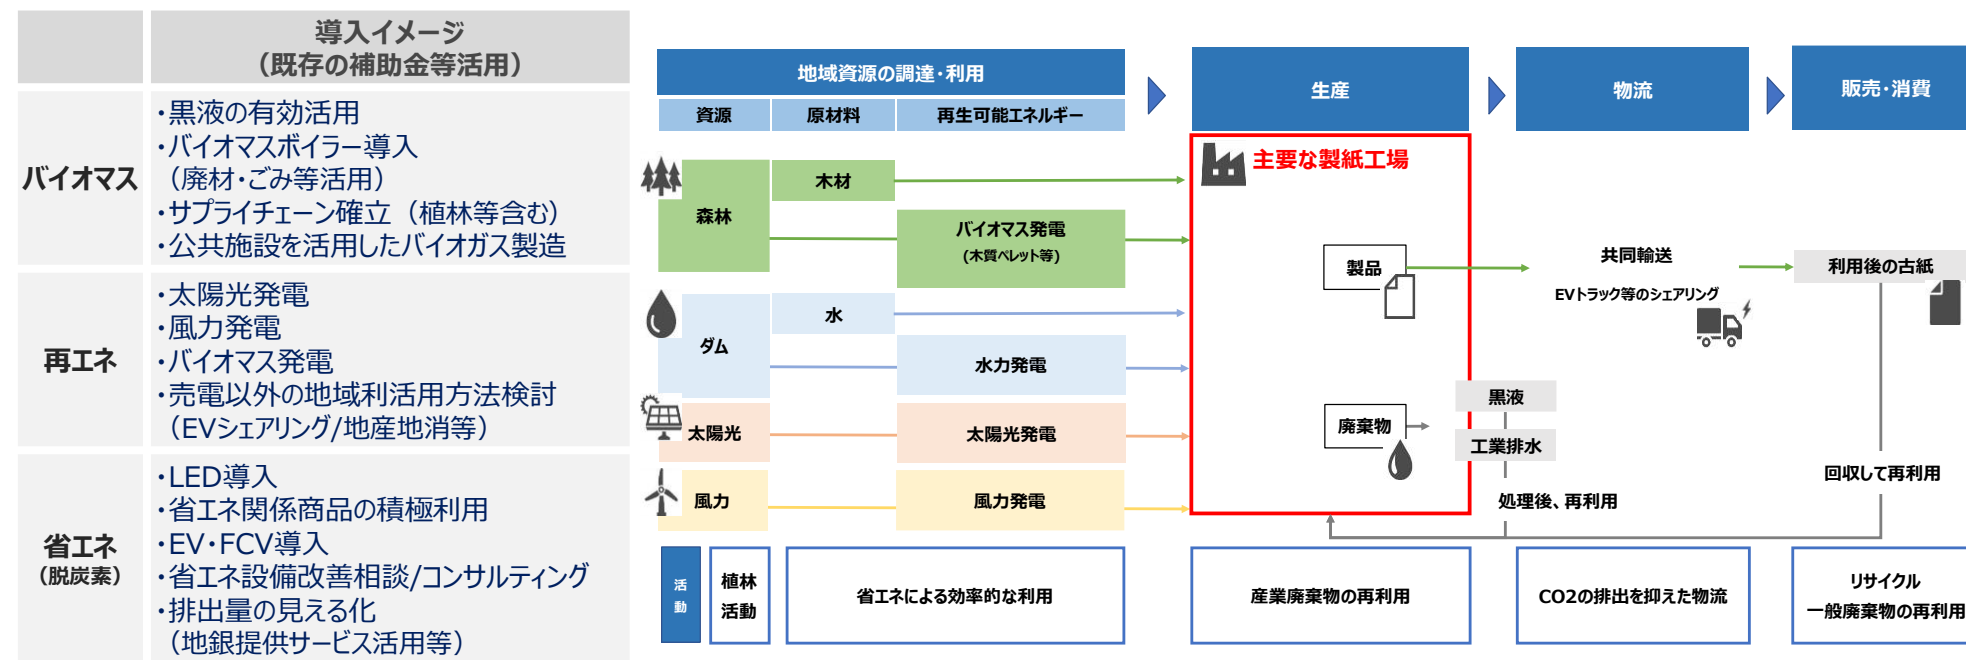 導入イメージ
（既存の補助金等活用）
バイオマス
・黒液の有効活用
・バイオマスボイラー導入
（廃材・ごみ等活用）
・サプライチェーン確立（植林等含む）
・公共施設を活用したバイオガス製造
再エネ
・太陽光発電
・風力発電
・バイオマス発電
・売電以外の地域利活用方法検討
（EVシェアリング/地産地消等）
省エネ
（脱炭素）
・LED導入
・省エネ関係商品の積極利用
・EV・FCV導入
・省エネ設備改善相談/コンサルティング
・排出量の見える化
（地銀提供サービス活用等）
地域資源の調達・利用
生産
物流
販売・消費
資源
原材料
再生可能エネルギー
主要な製紙工場
森林
木材
バイオマス発電
(木質ペレット等)
ダム
水
水力発電
太陽光
太陽光発電
風力
風力発電
製品
廃棄物
黒液
工業排水
処理後、再利用
共同輸送
EVトラック等のシェアリング
利用後の古紙
回収して再利用
活
動
植林
活動
省エネによる効率的な利用
産業廃棄物の再利用
CO2の排出を抑えた物流
リサイクル
一般廃棄物の再利用